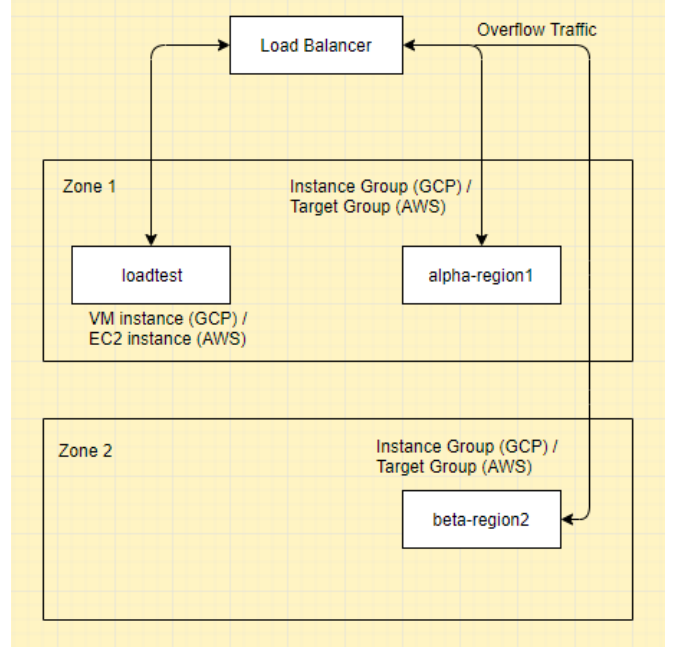 Overflow Traffic
Load Balancer
Zone 1
Instance Group (GCP) /
Target Group (AWS)
loadtest
alpha-region1
VM instance (GCP) /
EC2 instance (AWS)
Zone 2
Instance Group (GCP) /
Target Group (AWS)
beta-region2